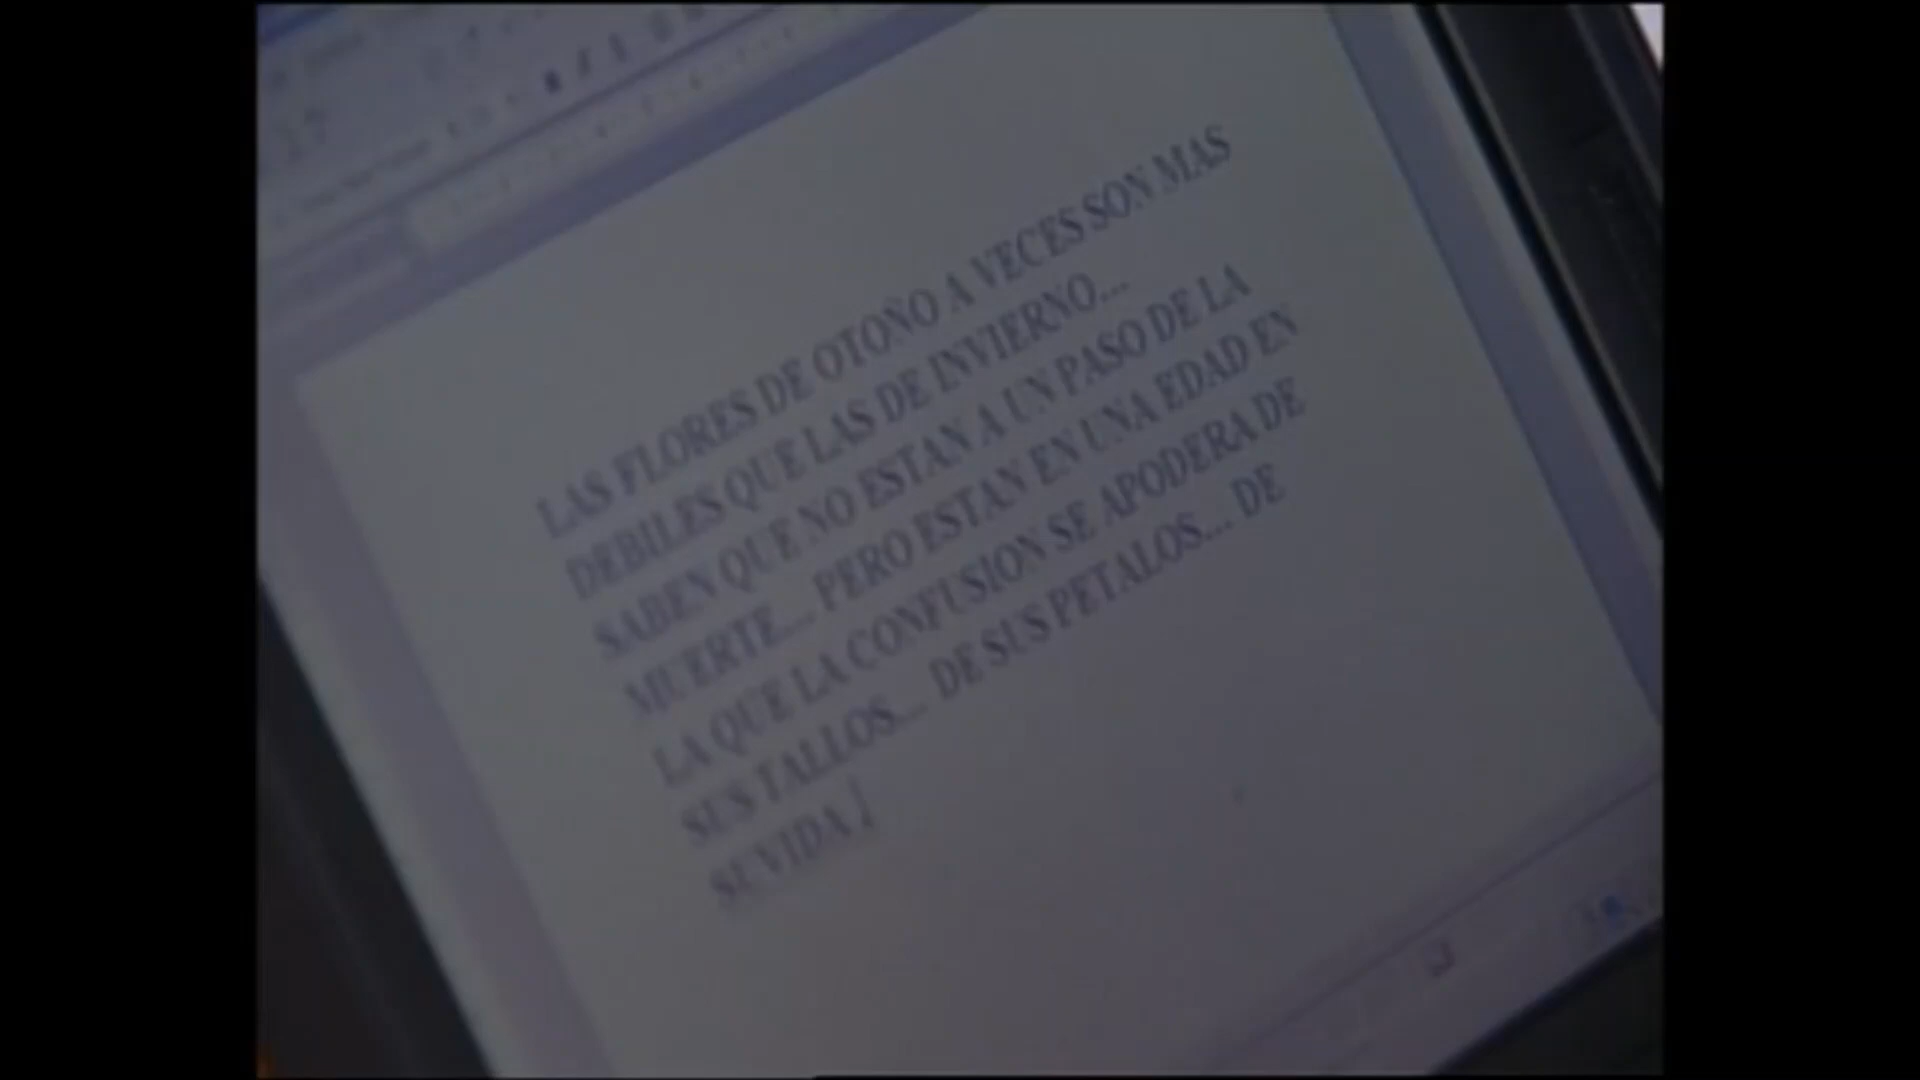 LAS FLORES DE OTOÑO A VECES SON MAS
DEBILES QUE LAS DE INVIERNO...
SABEN QUE NO ESTAN A UN PASO DE LA
MUERTE... PERO ESTAN EN UNA EDAD EN
LA QUE LA CONFUSION SE APODERA DE
SUS TALLOS... DE SUS PETALOS... DE
SU VIDA